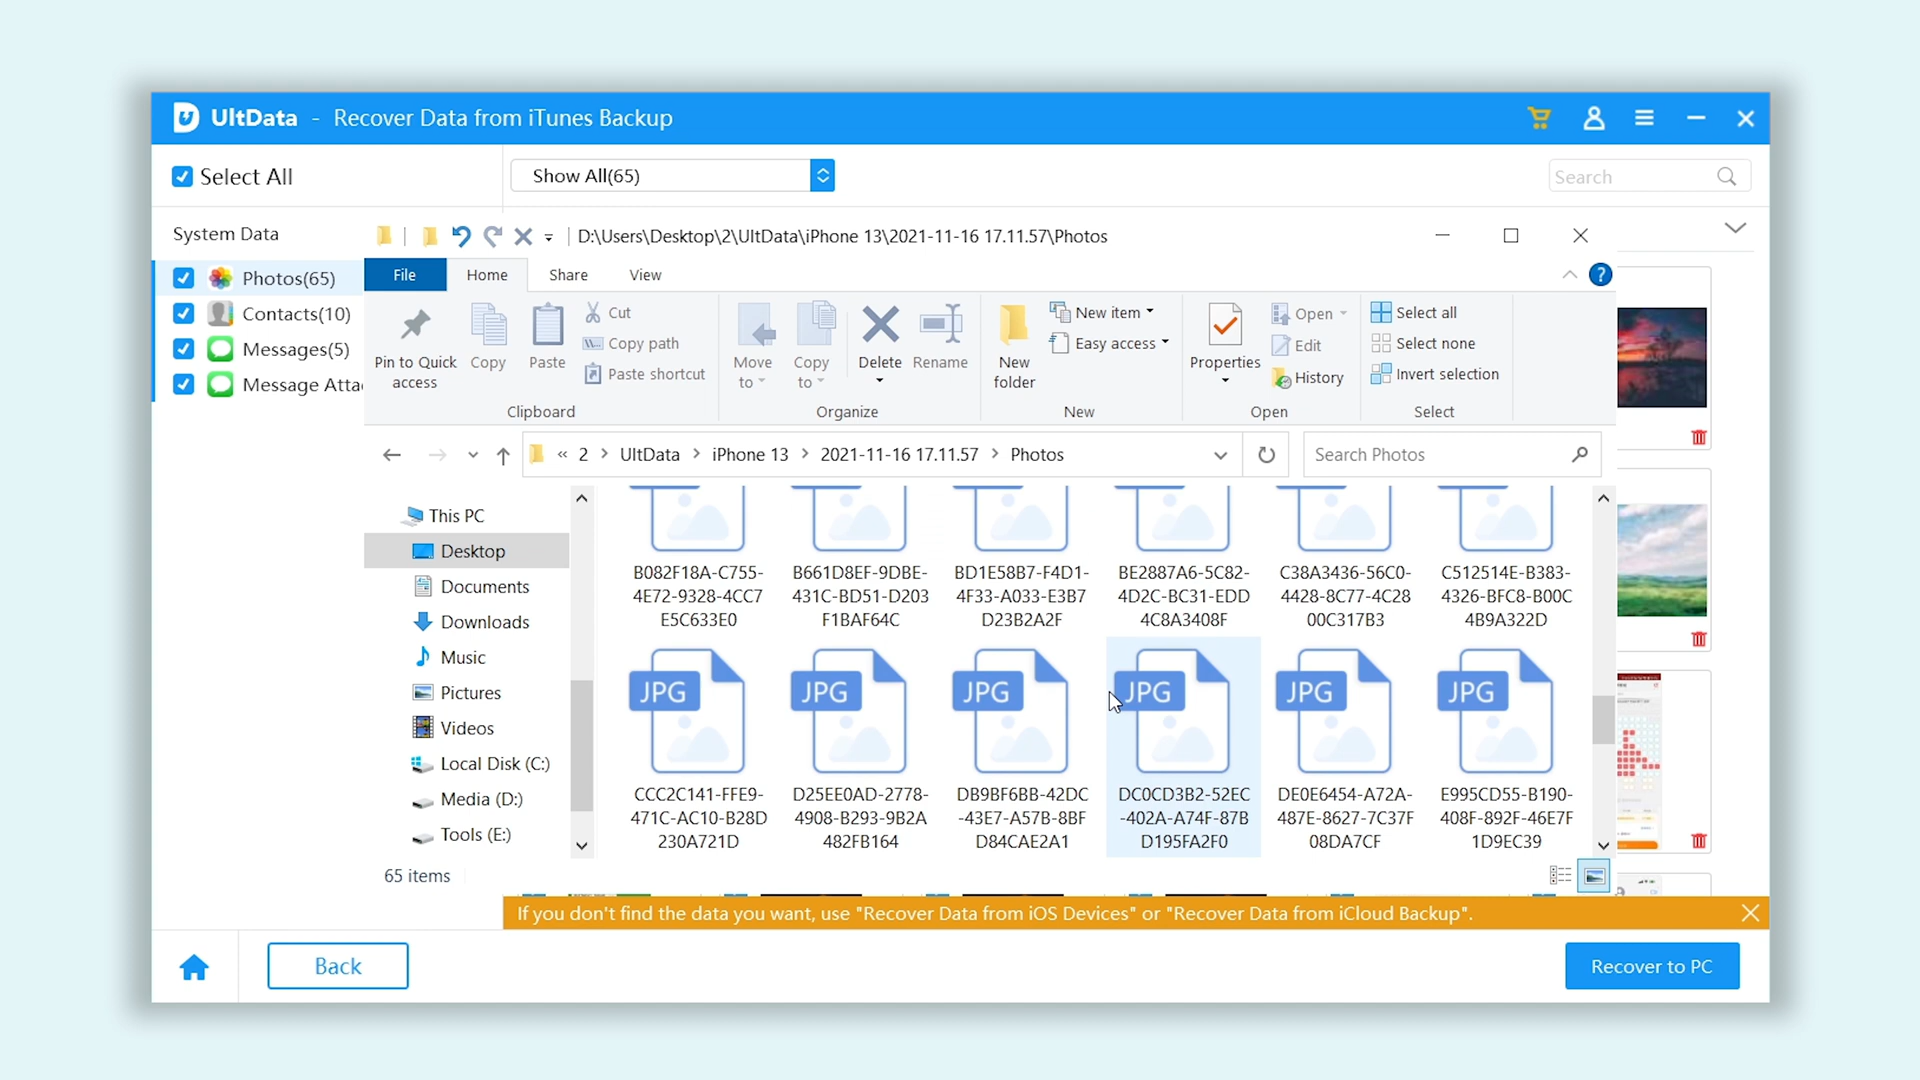 UltData - Recover Data from iTunes Backup
Select All
Show All(65)
Search
System Data
D:\Users\Desktop\2\UltData\iPhone 13\2021-11-16 17.11.57\Photos
Photos(65)
Contacts(10)
Messages(5)
Message Attac
File Home Share View
?
Pin to Quick access
Copy
Paste
Cut
Copy path
Paste shortcut
Clipboard
Move to
Copy to
Delete
Rename
Organize
New folder
New item
Easy access
New
Properties
Open
Edit
History
Open
Select all
Select none
Invert selection
Select
« 2 > UltData > iPhone 13 > 2021-11-16 17.11.57 > Photos
Search Photos
This PC
Desktop
Documents
Downloads
Music
Pictures
Videos
Local Disk (C:)
Media (D:)
Tools (E:)
B082F18A-C755-
4E72-9328-4CC7
E5C633E0
B661D8EF-9DBE-
431C-BD51-D203
F1BAF64C
BD1E58B7-F4D1-
4F33-A033-E3B7
D23B2A2F
BE2887A6-5C82-
4D2C-BC31-EDD
4C8A3408F
C38A3436-56C0-
4428-8C77-4C28
00C317B3
C512514E-B383-
4326-BFC8-B00C
4B9A322D
JPG JPG JPG JPG JPG JPG
CCC2C141-FFE9-
471C-AC10-B28D
230A721D
D25EE0AD-2778-
4908-B293-9B2A
482FB164
DB9BF6BB-42DC
-43E7-A57B-8BF
D84CAE2A1
DC0CD3B2-52EC
-402A-A74F-87B
D195FA2F0
DE0E6454-A72A-
487E-8627-7C37F
08DA7CF
E995CD55-B190-
408F-892F-46E7F
1D9EC39
65 items
If you don't find the data you want, use "Recover Data from iOS Devices" or "Recover Data from iCloud Backup".
Back
Recover to PC